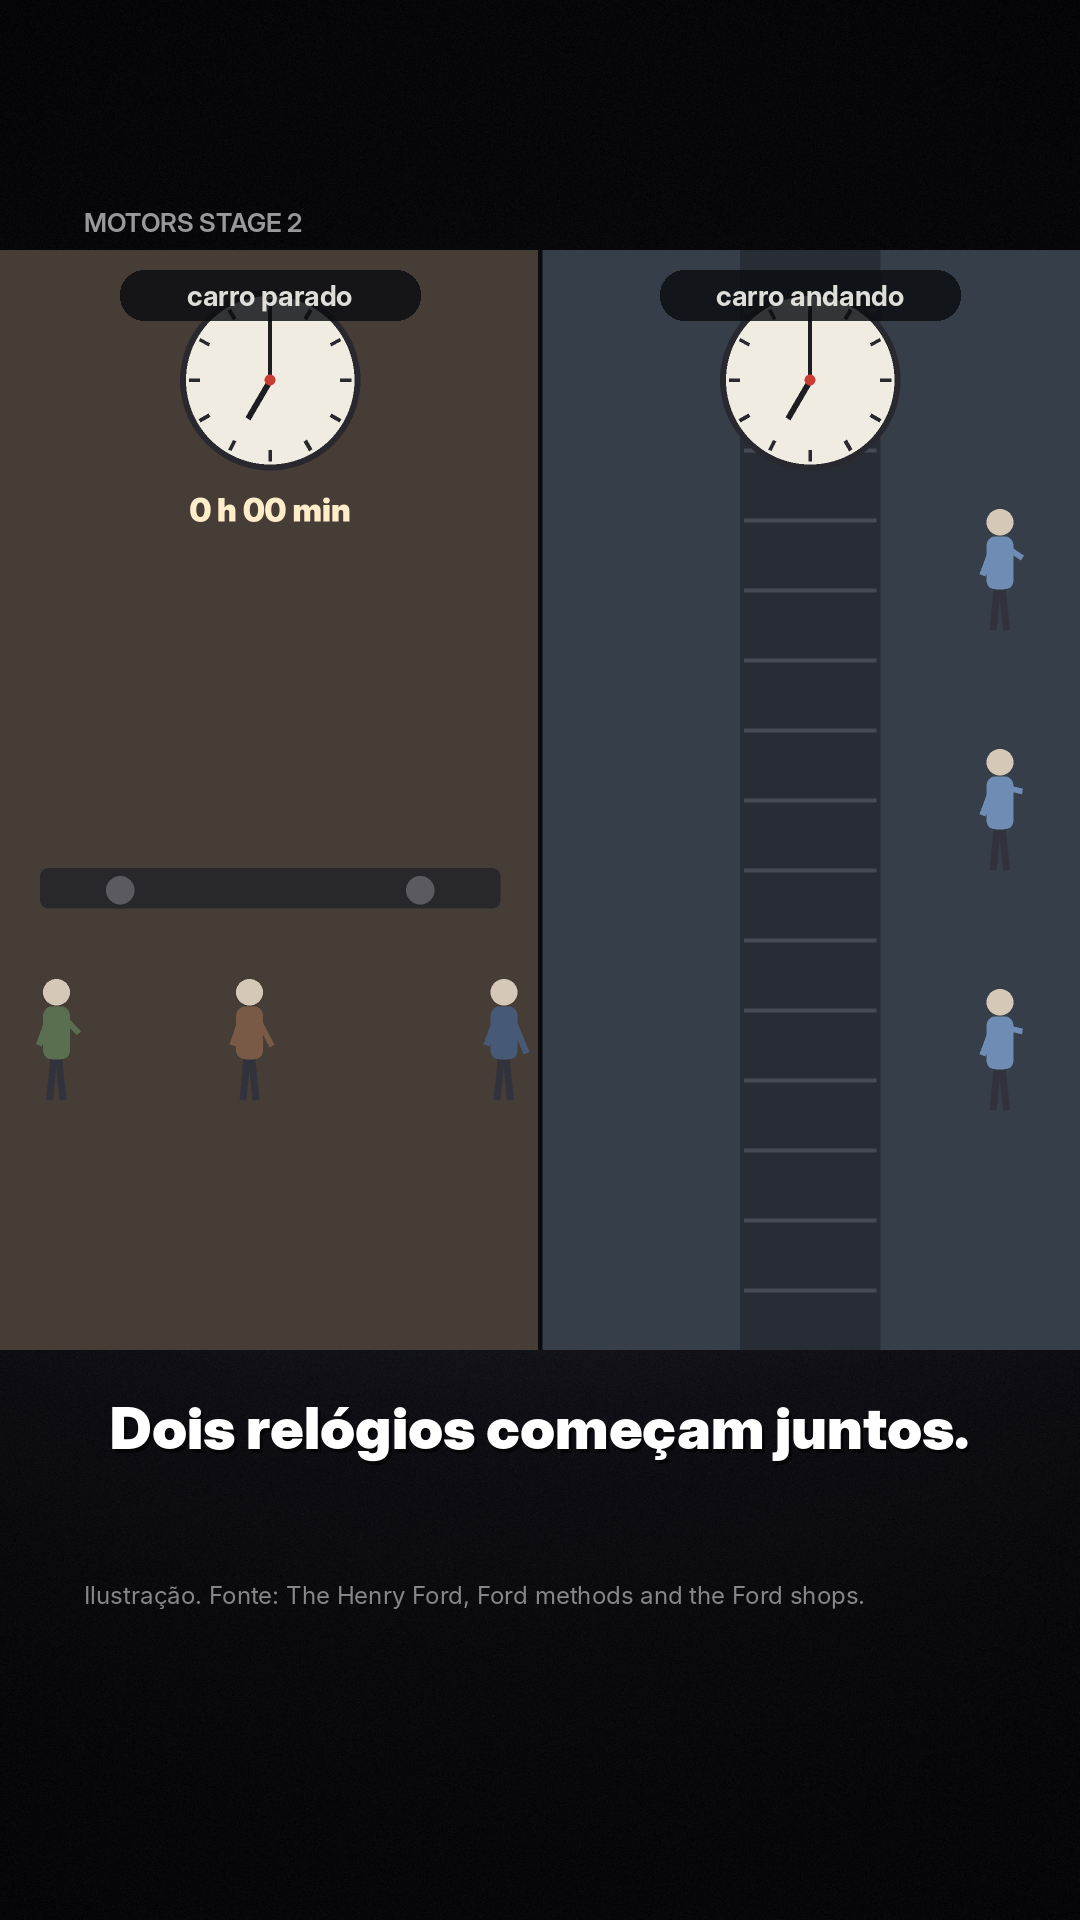 MOTORS STAGE 2
carro parado
carro andando
0 h 00 min
Dois relógios começam juntos.
Ilustração. Fonte: The Henry Ford, Ford methods and the Ford shops.